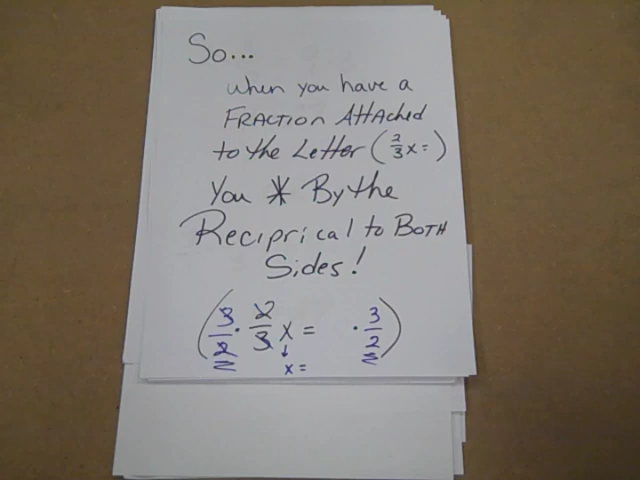 So...
when you have a
FRACTION Attached
to the Letter ( 2/3 x = )
You * By the
Reciprical to BOTH
Sides!
( 3/2 · 2/3 x = · 3/2 )
x =